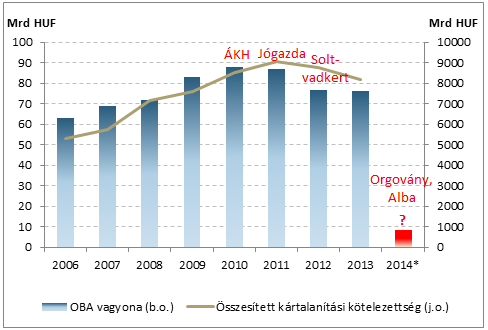 Mrd HUF
Mrd HUF
100
90
80
70
60
50
40
30
20
10
0
10000
9000
8000
7000
6000
5000
4000
3000
2000
1000
0
ÁKH
Jógazda
Solt-
vadkert
Orgovány,
Alba
?
2006 2007 2008 2009 2010 2011 2012 2013 2014*
OBA vagyona (b.o.) Összesített kártalanítási kötelezettség (j.o.)